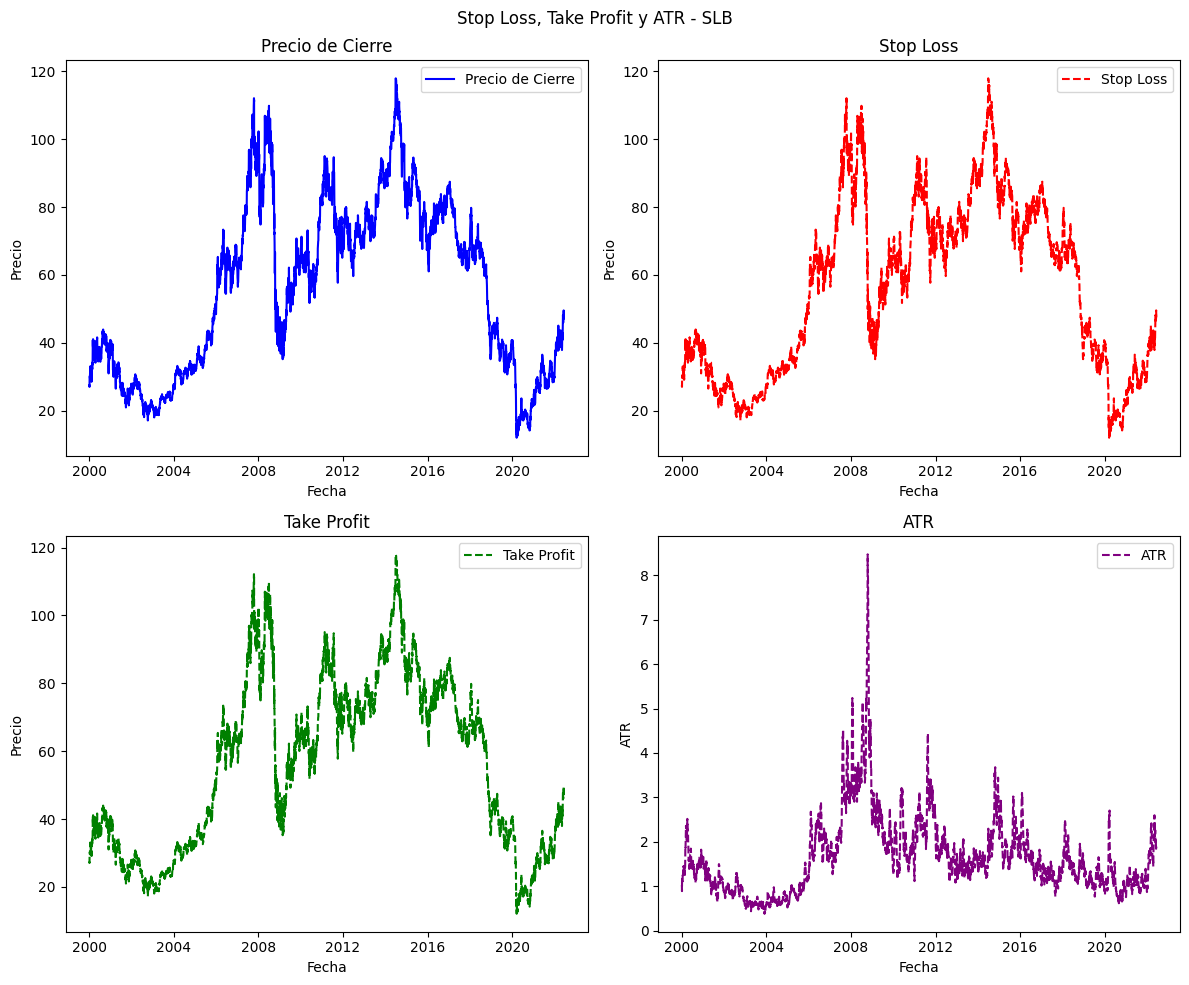 Stop Loss, Take Profit y ATR - SLB
Precio de Cierre
Precio de Cierre
120
100
80
60
40
20
Precio
2000 2004 2008 2012 2016 2020
Fecha
Stop Loss
Stop Loss
120
100
80
60
40
20
Precio
2000 2004 2008 2012 2016 2020
Fecha
Take Profit
Take Profit
120
100
80
60
40
20
Precio
2000 2004 2008 2012 2016 2020
Fecha
ATR
ATR
8
7
6
5
4
3
2
1
0
ATR
2000 2004 2008 2012 2016 2020
Fecha